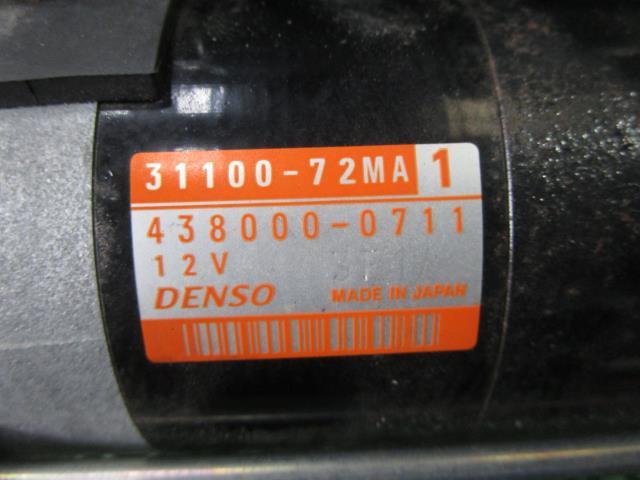 31100-72MA 1
438000-0711
12V
DENSO MADE IN JAPAN